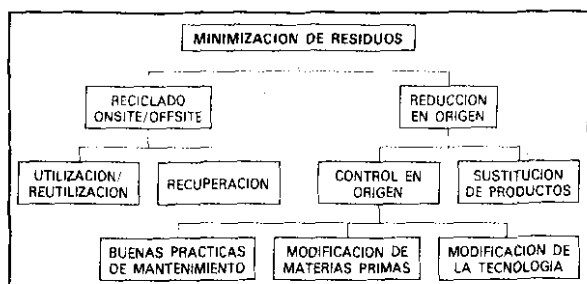 MINIMIZACION DE RESIDUOS
RECICLADO
ONSITE/OFFSITE
REDUCCION
EN ORIGEN
UTILIZACION/
REUTILIZACION
RECUPERACION
CONTROL EN
ORIGEN
SUSTITUCION
DE PRODUCTOS
BUENAS PRACTICAS
DE MANTENIMIENTO
MODIFICACION DE
MATERIAS PRIMAS
MODIFICACION DE
LA TECNOLOGIA